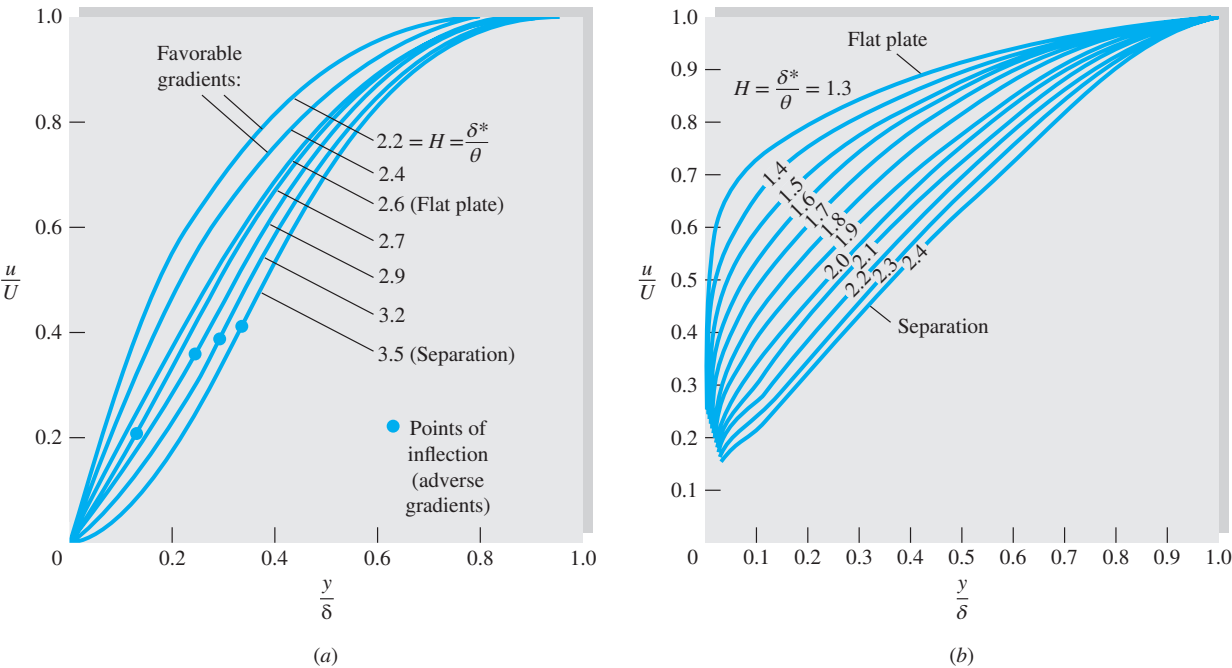 1.0
0.8
0.6
0.4
0.2
u
U
Favorable
gradients:
2.2 = H = δ*
θ
2.4
2.6 (Flat plate)
2.7
2.9
3.2
3.5 (Separation)
Points of
inflection
(adverse
gradients)
0 0.2 0.4 0.6 0.8 1.0
y
δ
(a)
1.0
0.9
0.8
0.7
0.6
0.5
0.4
0.3
0.2
0.1
u
U
Flat plate
H = δ* = 1.3
θ
1.4
1.5
1.6
1.7
1.8
1.9
2.0
2.1
2.2
2.3
2.4
Separation
0 0.1 0.2 0.3 0.4 0.5 0.6 0.7 0.8 0.9 1.0
y
δ
(b)